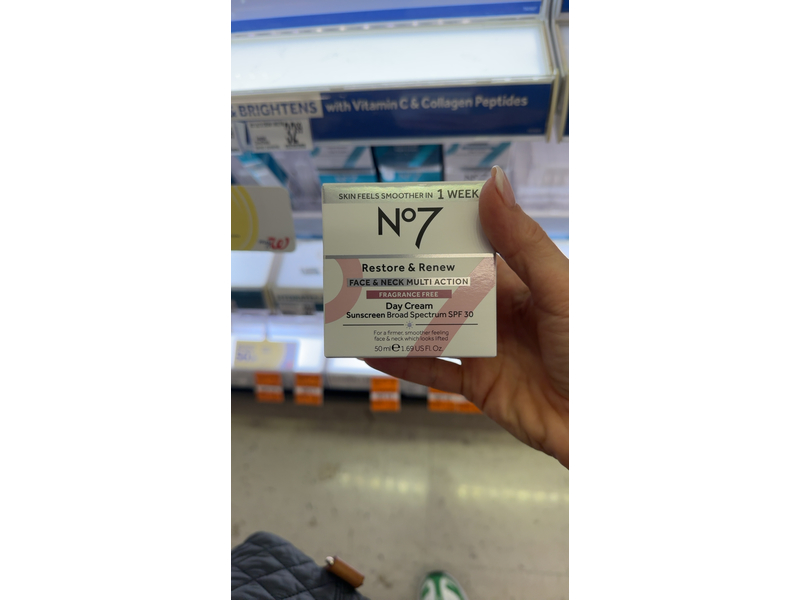 BRIGHTENS with Vitamin C & Collagen Peptides
SKIN FEELS SMOOTHER IN 1 WEEK
Nº7
Restore & Renew
FACE & NECK MULTI ACTION
FRAGRANCE FREE
Day Cream
Sunscreen Broad Spectrum SPF 30
For a firmer, smoother feeling
face & neck which looks lifted
50 ml e 1.69 US Fl. Oz.